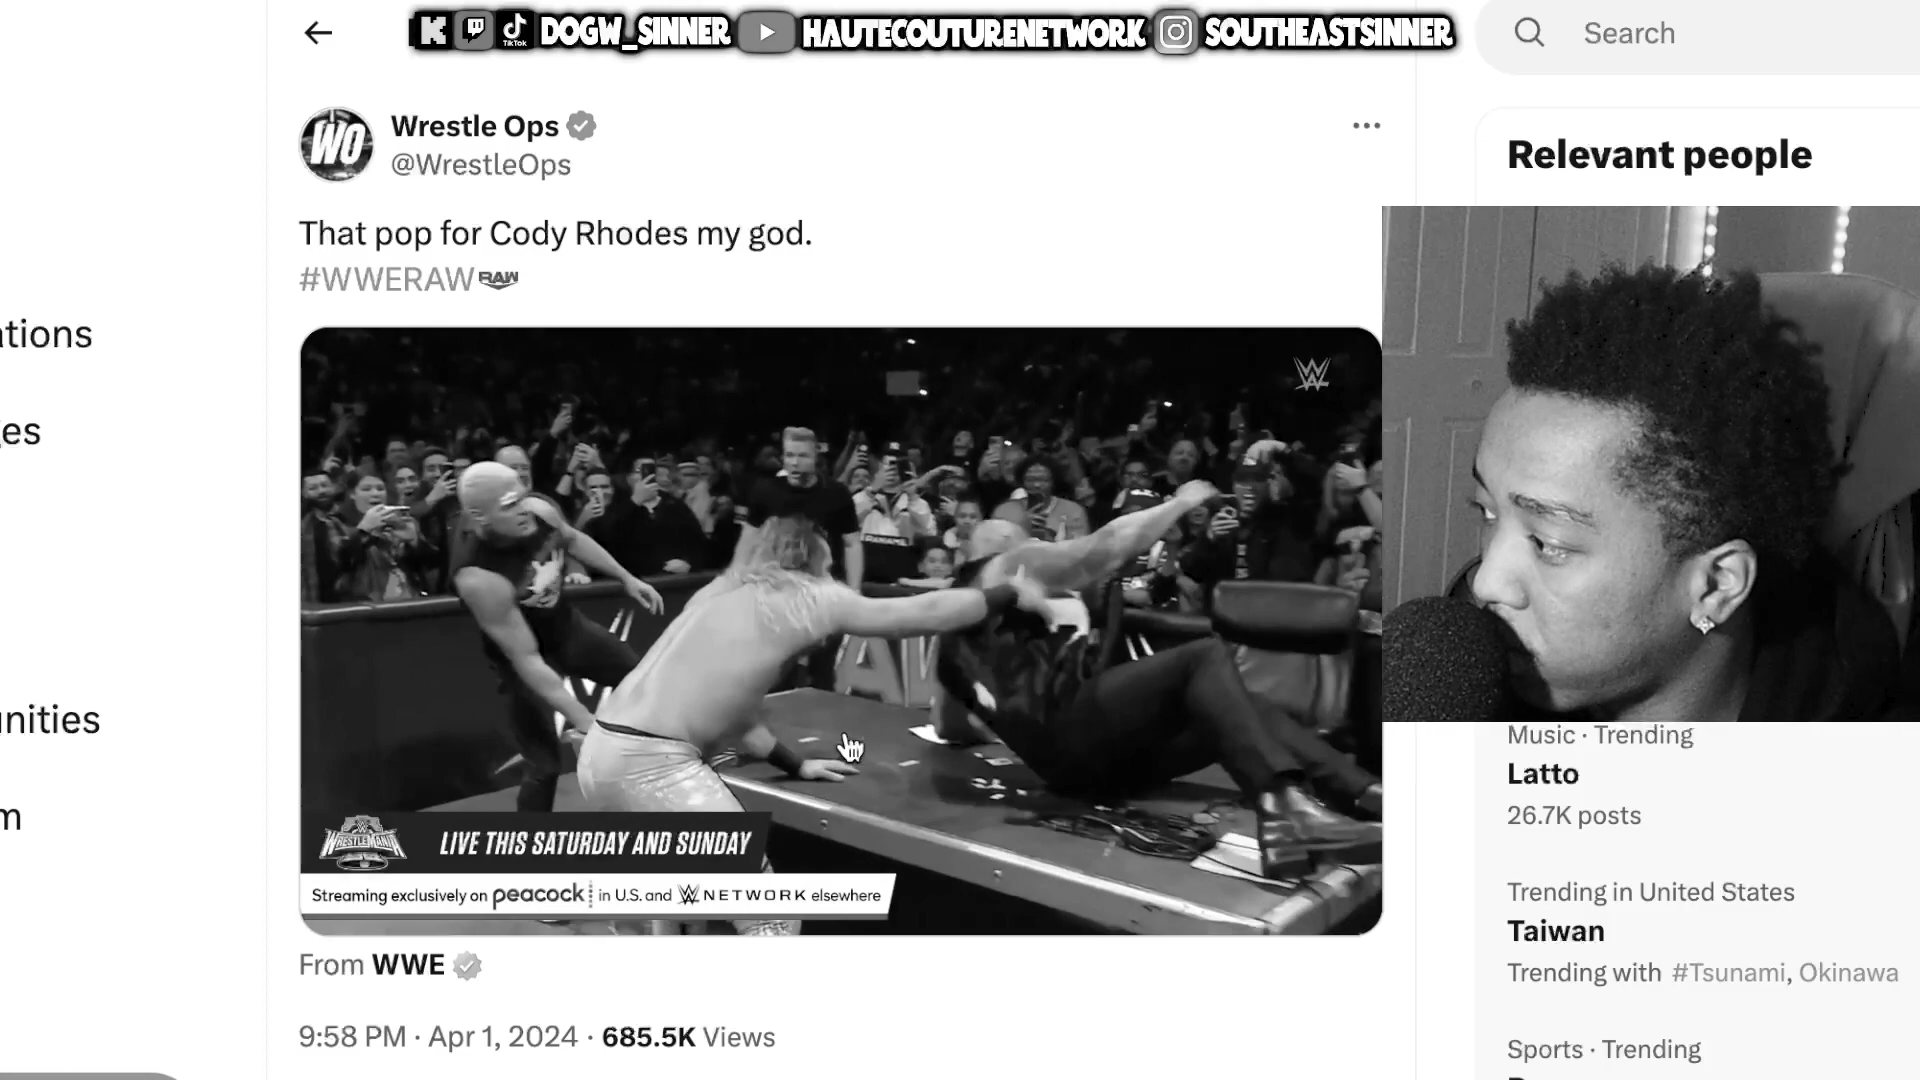 K TikTok DOGW_SINNER HAUTECOUTURENETWORK SOUTHEASTSINNER
Search
WO
Wrestle Ops
@WrestleOps
That pop for Cody Rhodes my god.
#WWERAW RAW
W
LIVE THIS SATURDAY AND SUNDAY
WRESTLEMANIA
Streaming exclusively on peacock in U.S. and W NETWORK elsewhere
From WWE
9:58 PM · Apr 1, 2024 · 685.5K Views
ations
es
unities
m
Relevant people
Music · Trending
Latto
26.7K posts
Trending in United States
Taiwan
Trending with #Tsunami, Okinawa
Sports · Trending